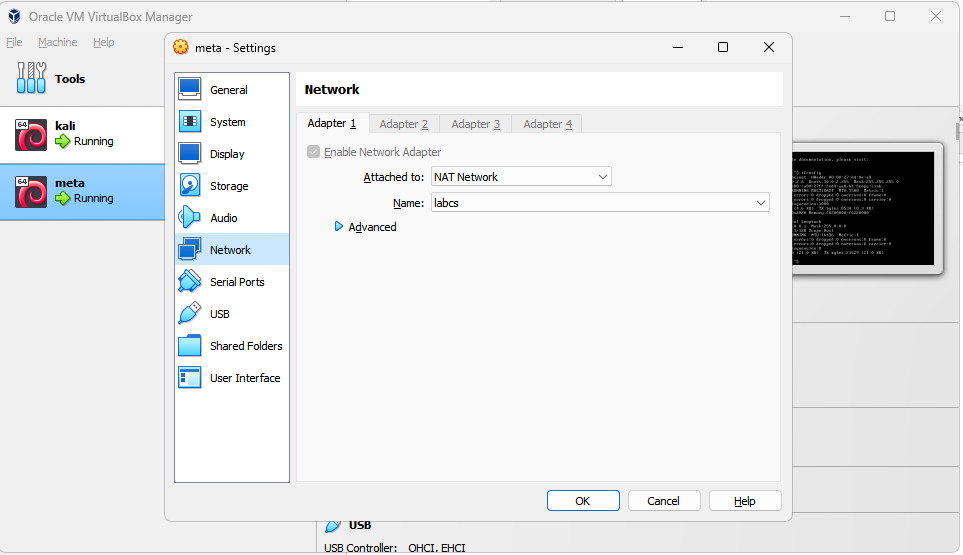 Oracle VM VirtualBox Manager
File Machine Help
Tools
64
kali
Running
64
meta
Running
meta - Settings
General
System
Display
Storage
Audio
Network
Serial Ports
USB
Shared Folders
User Interface
Network
Adapter 1 Adapter 2 Adapter 3 Adapter 4
Enable Network Adapter
Attached to: NAT Network
Name: labcs
Advanced
OK Cancel Help
USB
USB Controller: OHCI, EHCI